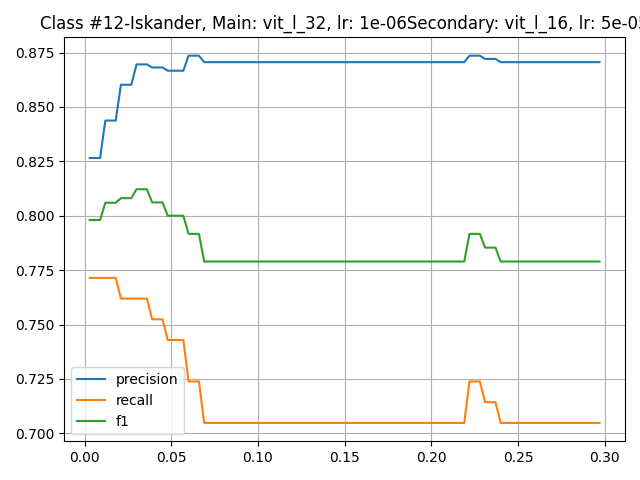 Class #12-Iskander, Main: vit_l_32, lr: 1e-06Secondary: vit_l_16, lr: 5e-05
0.875
0.850
0.825
0.800
0.775
0.750
0.725
0.700
precision
recall
f1
0.00 0.05 0.10 0.15 0.20 0.25 0.30